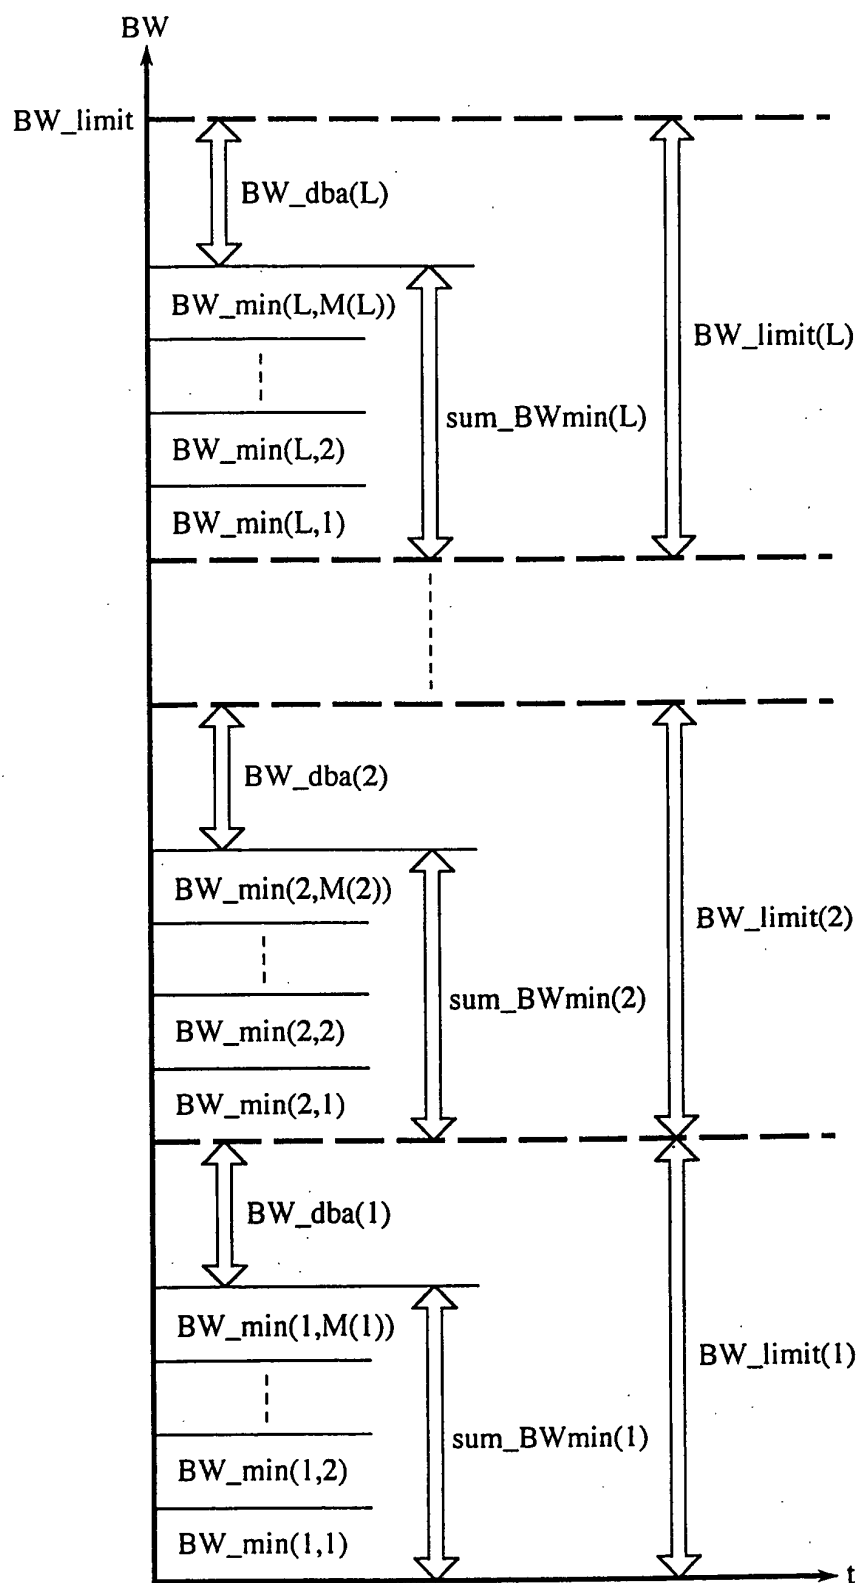 BW
BW_limit
BW_dba(L)
BW_min(L,M(L))
BW_limit(L)
sum_BWmin(L)
BW_min(L,2)
BW_min(L,1)
BW_dba(2)
BW_min(2,M(2))
BW_limit(2)
sum_BWmin(2)
BW_min(2,2)
BW_min(2,1)
BW_dba(1)
BW_min(1,M(1))
BW_limit(1)
sum_BWmin(1)
BW_min(1,2)
BW_min(1,1)
t